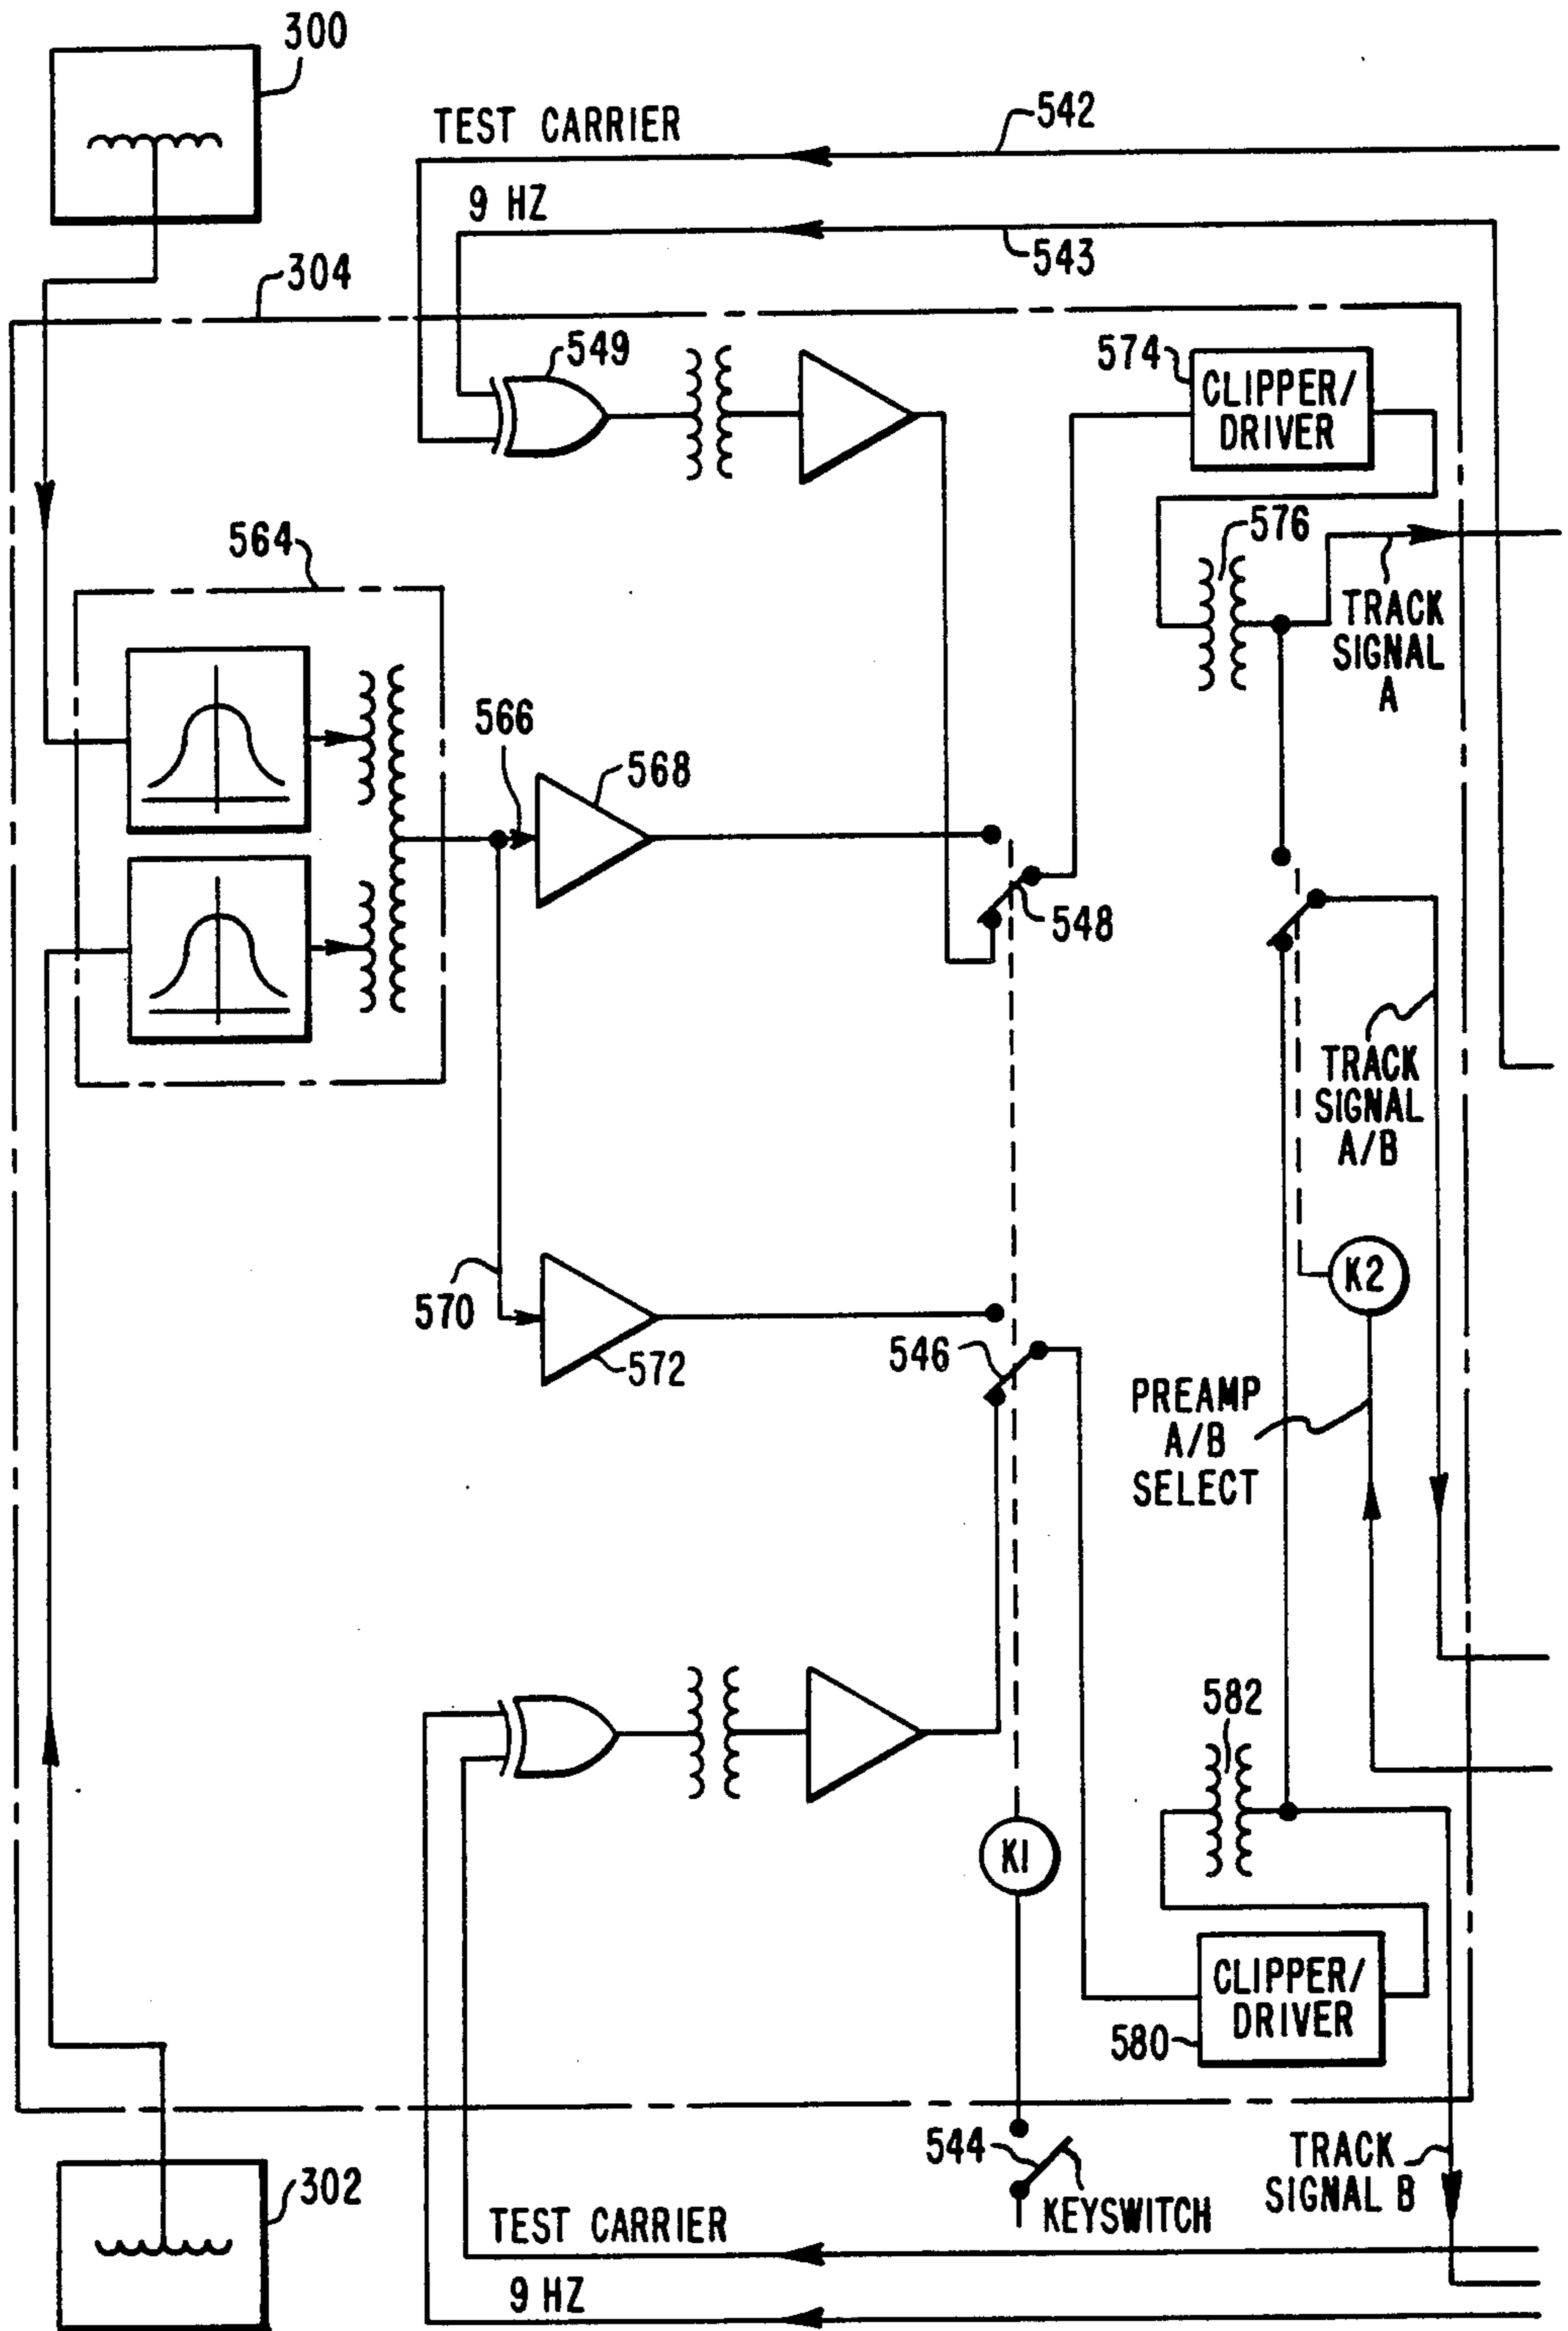 300
TEST CARRIER
542
9 HZ
543
304
549
574
CLIPPER/
DRIVER
564
576
TRACK
SIGNAL
A
566
568
548
TRACK
SIGNAL
A/B
K2
570
572
546
PREAMP
A/B
SELECT
582
K1
CLIPPER/
DRIVER
580
544
KEYSWITCH
TRACK
SIGNAL B
302
TEST CARRIER
9 HZ